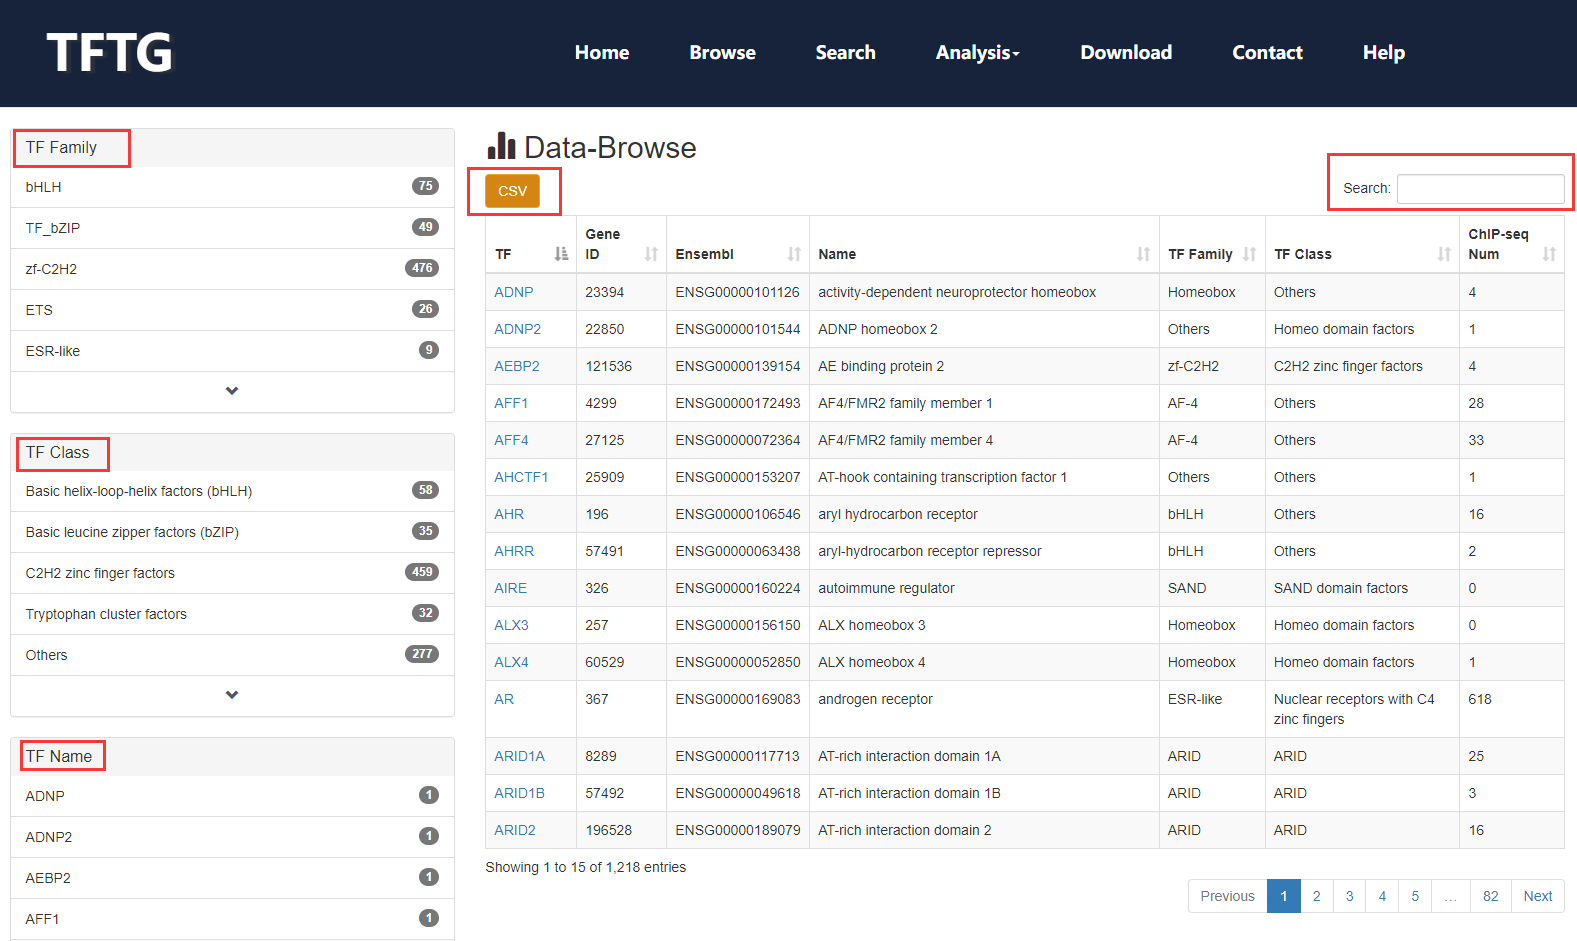 TFTG
Home Browse Search Analysis Download Contact Help
TF Family
bHLH 75
TF_bZIP 49
zf-C2H2 476
ETS 26
ESR-like 9
TF Class
Basic helix-loop-helix factors (bHLH) 58
Basic leucine zipper factors (bZIP) 35
C2H2 zinc finger factors 459
Tryptophan cluster factors 32
Others 277
TF Name
ADNP 1
ADNP2 1
AEBP2 1
AFF1 1
Data-Browse
CSV
Search:
TF Gene ID Ensembl Name TF Family TF Class ChIP-seq Num
ADNP 23394 ENSG00000101126 activity-dependent neuroprotector homeobox Homeobox Others 4
ADNP2 22850 ENSG00000101544 ADNP homeobox 2 Others Homeo domain factors 1
AEBP2 121536 ENSG00000139154 AE binding protein 2 zf-C2H2 C2H2 zinc finger factors 4
AFF1 4299 ENSG00000172493 AF4/FMR2 family member 1 AF-4 Others 28
AFF4 27125 ENSG00000072364 AF4/FMR2 family member 4 AF-4 Others 33
AHCTF1 25909 ENSG00000153207 AT-hook containing transcription factor 1 Others Others 1
AHR 196 ENSG00000106546 aryl hydrocarbon receptor bHLH Others 16
AHRR 57491 ENSG00000063438 aryl-hydrocarbon receptor repressor bHLH Others 2
AIRE 326 ENSG00000160224 autoimmune regulator SAND SAND domain factors 0
ALX3 257 ENSG00000156150 ALX homeobox 3 Homeobox Homeo domain factors 0
ALX4 60529 ENSG00000052850 ALX homeobox 4 Homeobox Homeo domain factors 1
AR 367 ENSG00000169083 androgen receptor ESR-like Nuclear receptors with C4 zinc fingers 618
ARID1A 8289 ENSG00000117713 AT-rich interaction domain 1A ARID ARID 25
ARID1B 57492 ENSG00000049618 AT-rich interaction domain 1B ARID ARID 3
ARID2 196528 ENSG00000189079 AT-rich interaction domain 2 ARID ARID 16
Showing 1 to 15 of 1,218 entries
Previous 1 2 3 4 5 … 82 Next